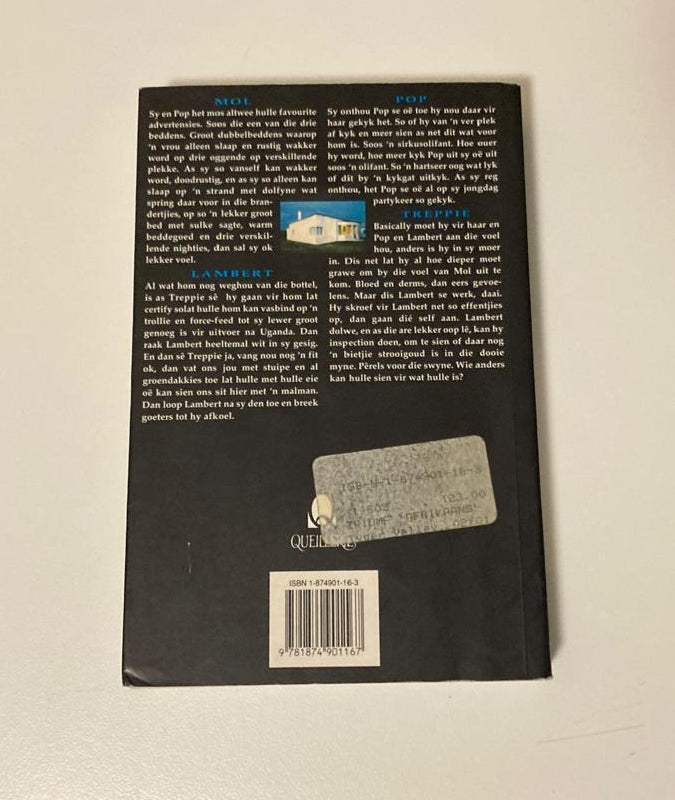 MOL
Sy en Pop het mos altwee hulle favourite
advertensies. Soos die een van die drie
beddens. Groot dubbelbeddens waarop
'n vrou alleen slaap en rustig wakker
word op drie oggende op verskillende
plekke. As sy so vanself kan wakker
word, doodrustig, en as sy so alleen kan
slaap op 'n strand met dolfyne wat
spring daar voor in die bran-
dertjies, op so 'n lekker groot
bed met sulke sagte, warm
beddegoed en drie verskil-
lende nighties, dan sal sy ok
lekker voel.
LAMBERT
Al wat hom nog weghou van die bottel,
is as Treppie sê hy gaan vir hom lat
certify solat hulle hom kan vasbind op 'n
trollie en force-feed tot sy lewer groot
genoeg is vir uitvoer na Uganda. Dan
raak Lambert heeltemal wit in sy gesig.
En dan sê Treppie ja, vang nou nog 'n fit
ok, dan vat ons jou met stuipe en al
groendakkies toe lat hulle met hulle eie
oë kan sien ons sit hier met 'n malman.
Dan loop Lambert na sy den toe en breek
goeters tot hy afkoel.
POP
Sy onthou Pop se oë toe hy nou daar vir
haar gekyk het. So of hy van 'n ver plek
af kyk en meer sien as net dit wat voor
hom is. Soos 'n sirkusolifant. Hoe ouer
hy word, hoe meer kyk Pop uit sy oë uit
soos 'n olifant. So 'n hartseer oog wat lyk
of dit by 'n kykgat uitkyk. As sy reg
onthou, het Pop se oë al op sy jongdag
partykeer so gekyk.
TREPPIE
Basically moet hy vir haar en
Pop en Lambert aan die voel
hou, anders is hy in sy moer
in. Dis net lat hy al hoe dieper moet
grawe om by die voel van Mol uit te
kom. Bloed en derms, dan eers gevoe-
lens. Maar dis Lambert se werk, daai.
Hy skroef vir Lambert net so effentjies
op, dan gaan dié self aan. Lambert
dolwe, en as die are lekker oop lê, kan hy
inspection doen, om te sien of daar nog
'n bietjie strooigoud is in die dooie
myne. Pêrels voor die swyne. Wie anders
kan hulle sien vir wat hulle is?
ISBN-1-874901-16-3
123.00
TRIOMF 'AFRIKAANS'
ISBN 1-874901-16-3
9 781874 901167